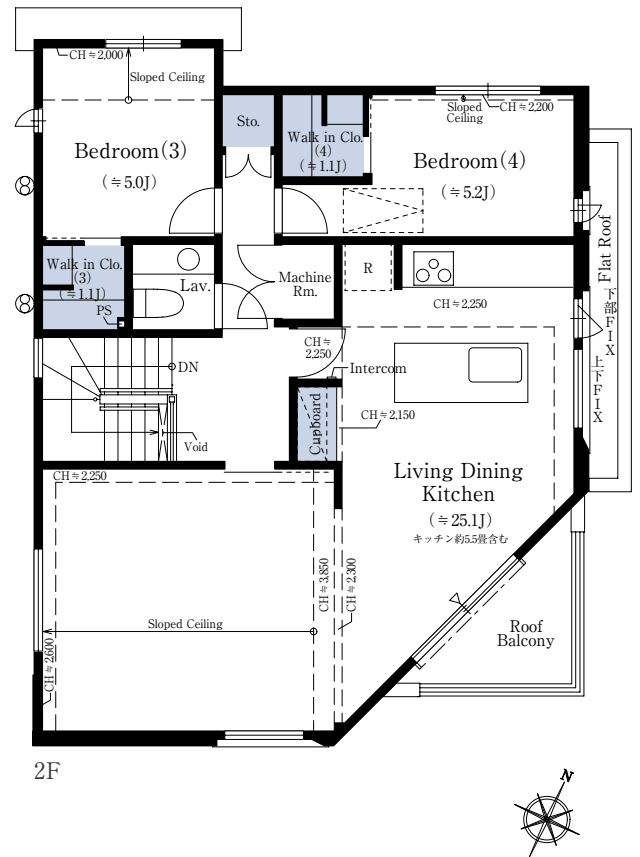 CH≒2,000
Sloped Ceiling
Bedroom(3)
(≒5.0J)
Sto.
Walk in Clo.
(4)
(≒1.1J)
Sloped
Ceiling
CH≒2,200
Bedroom(4)
(≒5.2J)
Flat Roof
下部FIX
上下FIX
Walk in Clo.
(3)
(≒1.1J)
PS
Lav.
Machine
Rm.
R
CH≒2,250
CH≒
2,250
Intercom
DN
Void
Cupboard
CH≒2,150
Living Dining
Kitchen
(≒25.1J)
キッチン約5.5畳含む
CH≒2,250
CH≒3,850
CH≒2,300
Sloped Ceiling
CH≒2,600
Roof
Balcony
2F
N